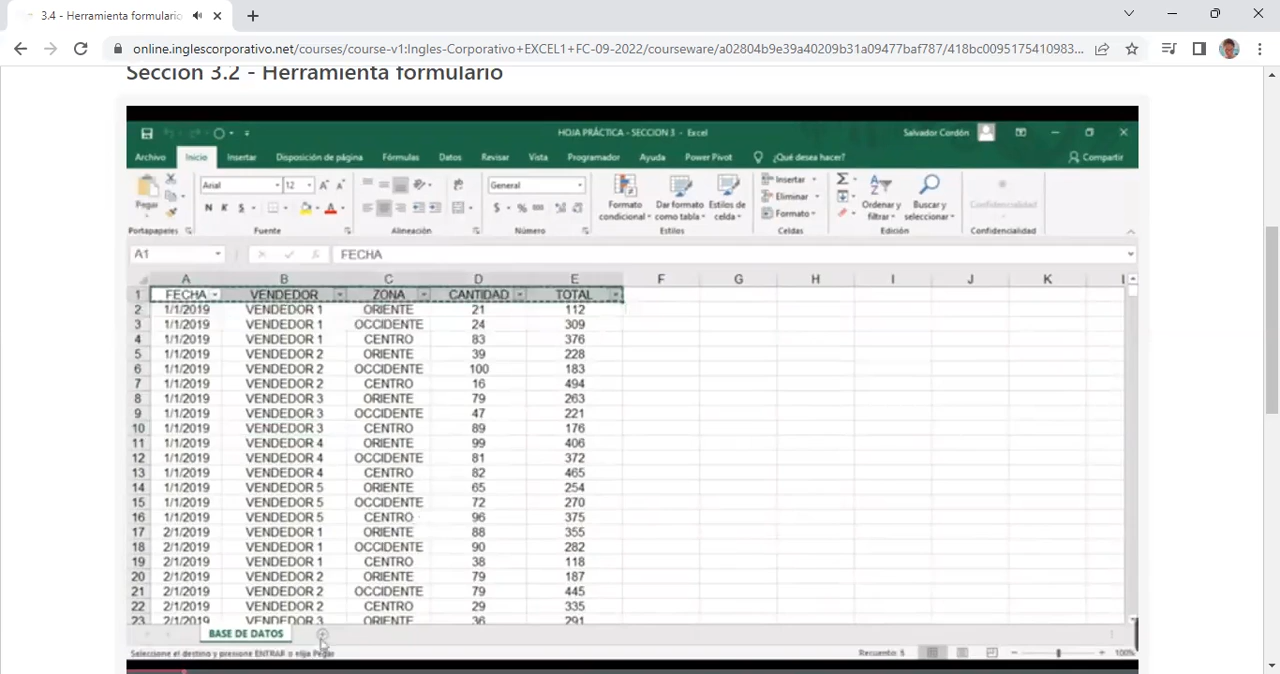 3.4 - Herramienta formulario
online.inglescorporativo.net/courses/course-v1:Ingles-Corporativo+EXCEL1+FC-09-2022/courseware/a02804b9e39a40209b31a09477baf787/418bc0095175410983...
Sección 3.2 - Herramienta formulario
HOJA PRÁCTICA - SECCION 3 - Excel Salvador Cordón
Archivo Inicio Insertar Disposición de página Fórmulas Datos Revisar Vista Programador Ayuda Power Pivot ¿Qué desea hacer? Compartir
Pegar Arial 12 General Formato condicional Dar formato como tabla Estilos de celda Insertar Eliminar Formato Ordenar y filtrar Buscar y seleccionar Confidencialidad
N K S $ % 000
Portapapeles Fuente Alineación Número Estilos Celdas Edición Confidencialidad
A1 fx FECHA
A B C D E F G H I J K
1 FECHA VENDEDOR ZONA CANTIDAD TOTAL
2 1/1/2019 VENDEDOR 1 ORIENTE 21 112
3 1/1/2019 VENDEDOR 1 OCCIDENTE 24 309
4 1/1/2019 VENDEDOR 1 CENTRO 83 376
5 1/1/2019 VENDEDOR 2 ORIENTE 39 228
6 1/1/2019 VENDEDOR 2 OCCIDENTE 100 183
7 1/1/2019 VENDEDOR 2 CENTRO 16 494
8 1/1/2019 VENDEDOR 3 ORIENTE 79 263
9 1/1/2019 VENDEDOR 3 OCCIDENTE 47 221
10 1/1/2019 VENDEDOR 3 CENTRO 89 176
11 1/1/2019 VENDEDOR 4 ORIENTE 99 406
12 1/1/2019 VENDEDOR 4 OCCIDENTE 81 372
13 1/1/2019 VENDEDOR 4 CENTRO 82 465
14 1/1/2019 VENDEDOR 5 ORIENTE 65 254
15 1/1/2019 VENDEDOR 5 OCCIDENTE 72 270
16 1/1/2019 VENDEDOR 5 CENTRO 96 375
17 2/1/2019 VENDEDOR 1 ORIENTE 88 355
18 2/1/2019 VENDEDOR 1 OCCIDENTE 90 282
19 2/1/2019 VENDEDOR 1 CENTRO 38 118
20 2/1/2019 VENDEDOR 2 ORIENTE 79 187
21 2/1/2019 VENDEDOR 2 OCCIDENTE 79 445
22 2/1/2019 VENDEDOR 2 CENTRO 29 335
23 2/1/2019 VENDEDOR 3 ORIENTE 36 291
BASE DE DATOS
Seleccione el destino y presione ENTRAR o elija Pegar Recuento: 5 100%